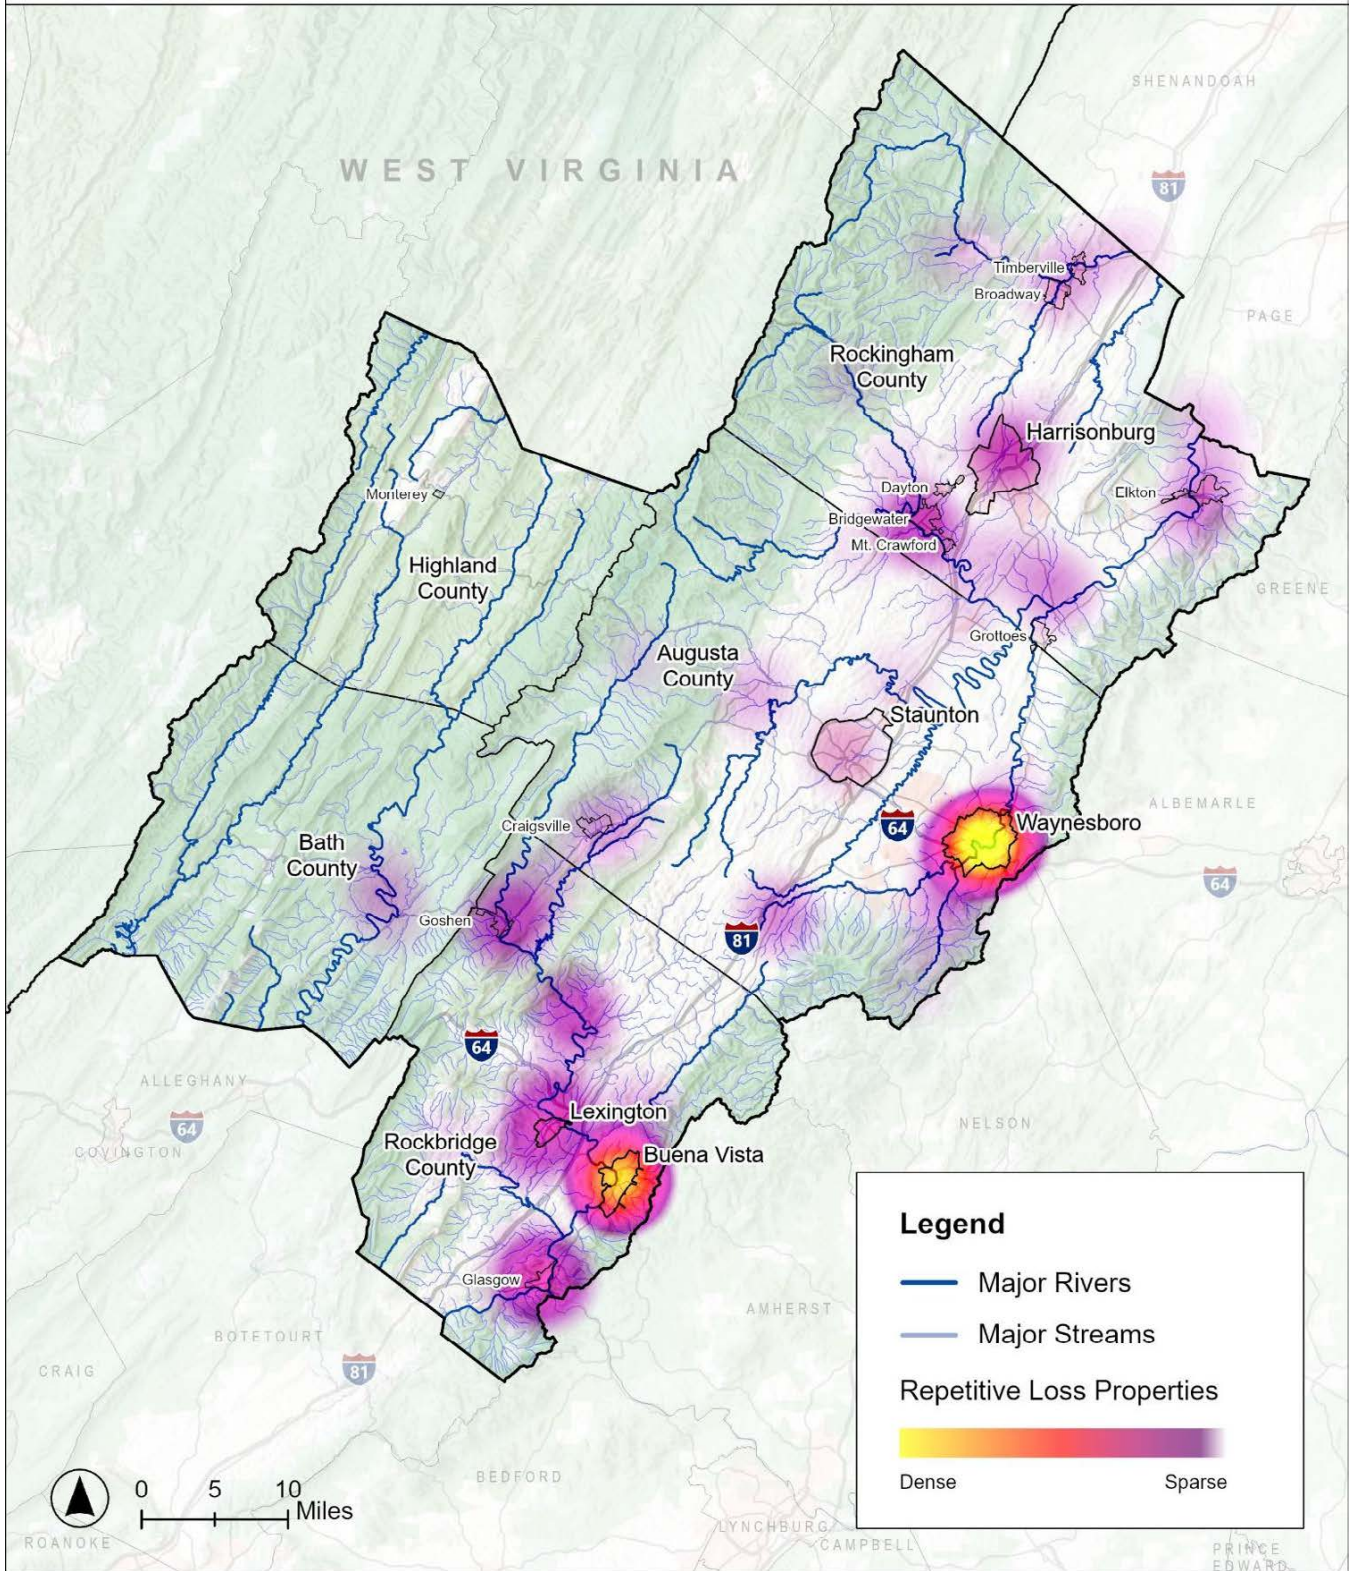 SHENANDOAH
WEST VIRGINIA
81
Timberville
Broadway
PAGE
Rockingham
County
Harrisonburg
Dayton
Elkton
Monterey
Bridgewater
Mt. Crawford
Highland
County
GREENE
Grottoes
Augusta
County
Staunton
ALBEMARLE
64
Waynesboro
Craigsville
Bath
County
64
Goshen
81
64
ALLEGHANY
64
COVINGTON
Lexington
NELSON
Rockbridge
County
Buena Vista
Glasgow
AMHERST
BOTETOURT
CRAIG
81
BEDFORD
LYNCHBURG
CAMPBELL
ROANOKE
PRINCE
EDWARD
0 5 10
Miles
Legend
Major Rivers
Major Streams
Repetitive Loss Properties
Dense Sparse